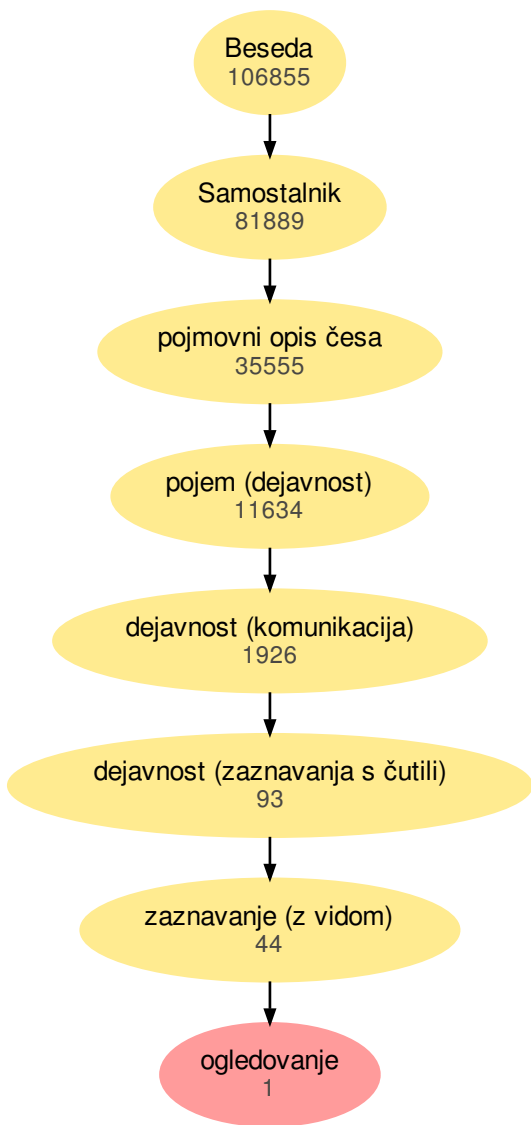 Beseda
106855
Samostalnik
81889
pojmovni opis česa
35555
pojem (dejavnost)
11634
dejavnost (komunikacija)
1926
dejavnost (zaznavanja s čutili)
93
zaznavanje (z vidom)
44
ogledovanje
1